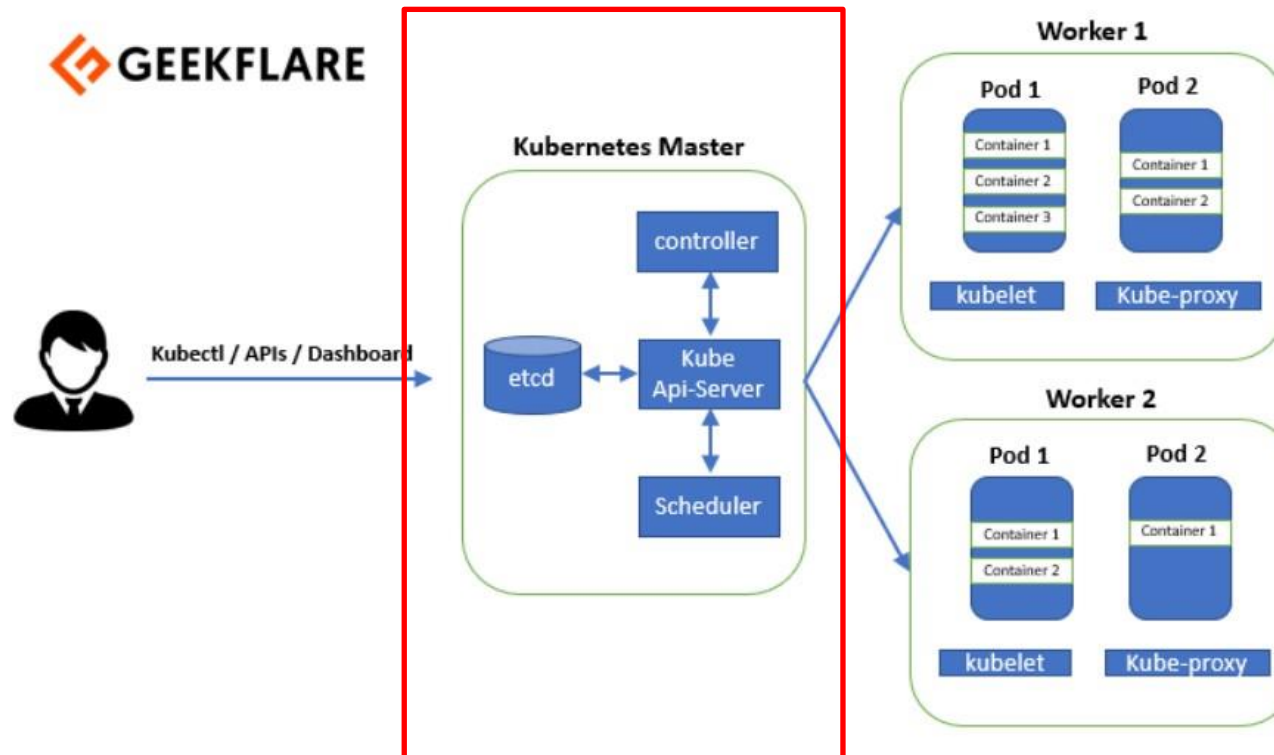 GEEKFLARE
Kubectl / APIs / Dashboard
Kubernetes Master
controller
etcd
Kube
Api-Server
Scheduler
Worker 1
Pod 1
Container 1
Container 2
Container 3
Pod 2
Container 1
Container 2
kubelet
Kube-proxy
Worker 2
Pod 1
Container 1
Container 2
Pod 2
Container 1
kubelet
Kube-proxy